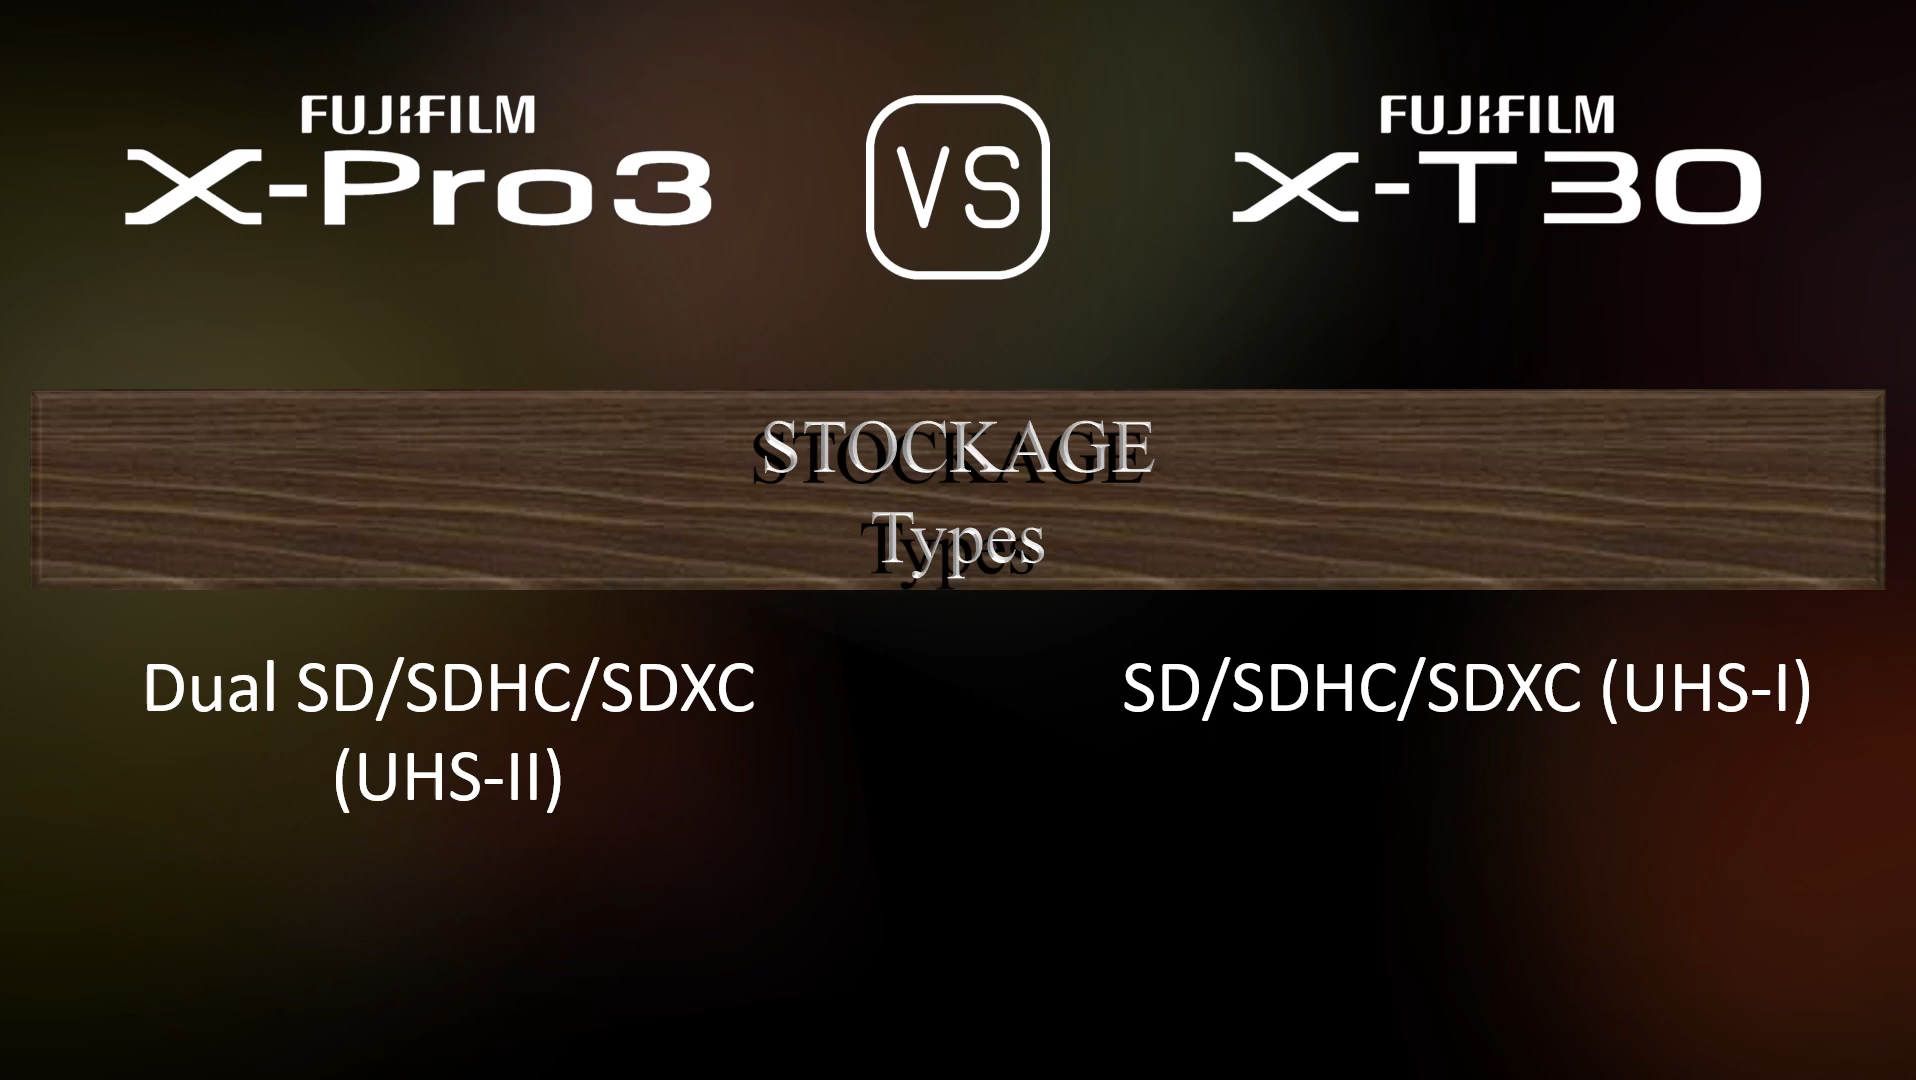 FUJIFILM
X-Pro3
VS
FUJIFILM
X-T30
STOCKAGE
Types
Dual SD/SDHC/SDXC
(UHS-II)
SD/SDHC/SDXC (UHS-I)